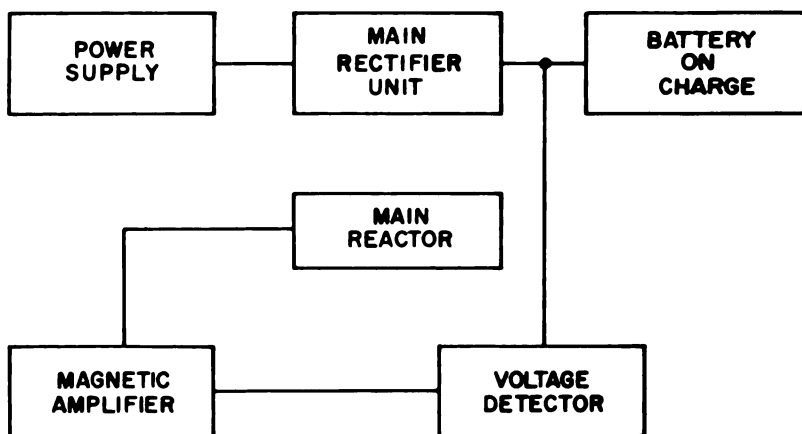 POWER
SUPPLY
MAIN
RECTIFIER
UNIT
BATTERY
ON
CHARGE
MAIN
REACTOR
MAGNETIC
AMPLIFIER
VOLTAGE
DETECTOR